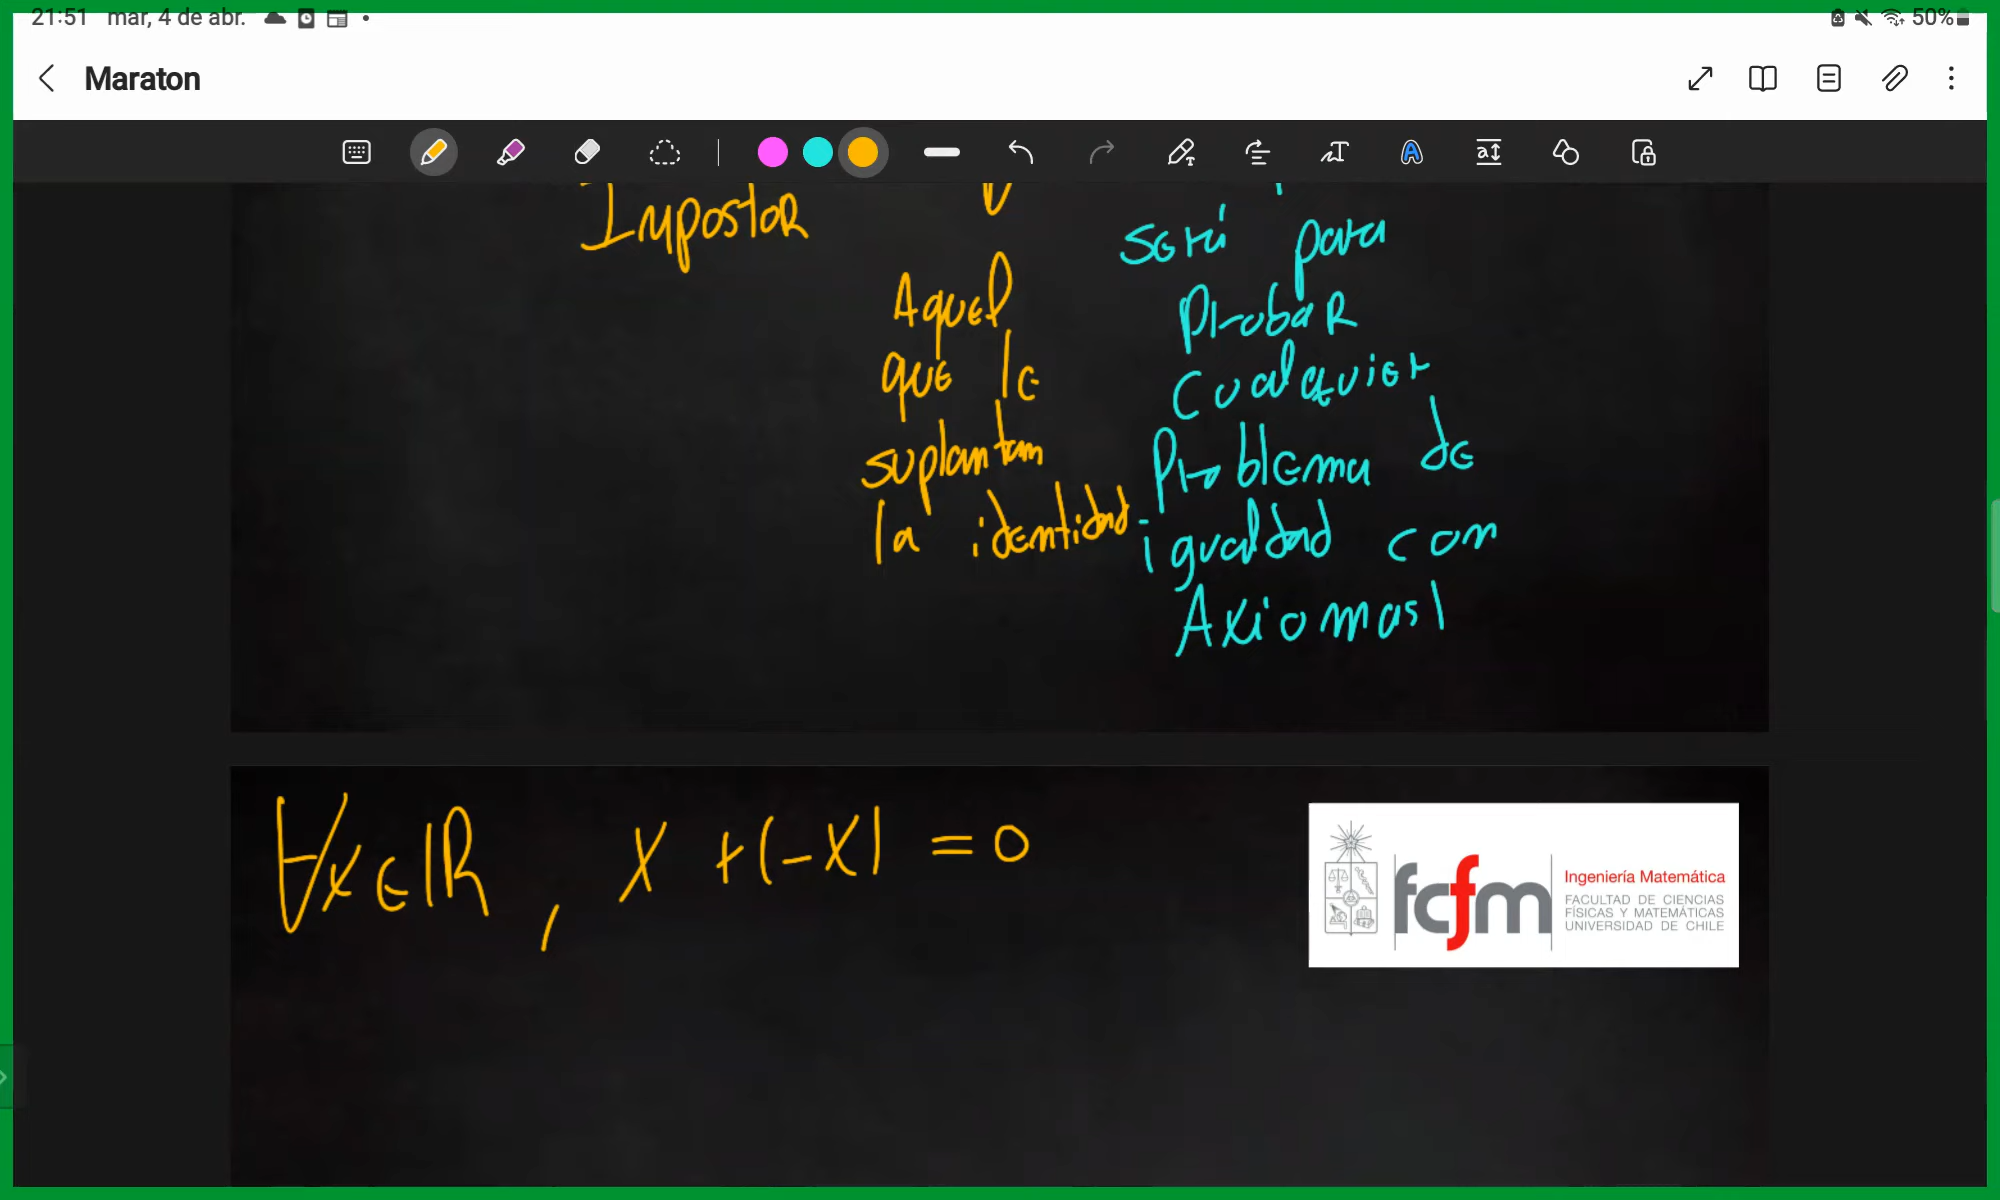 21:51 mar, 4 de abr. 50%
Maraton
Impostor
Aquel
que le
suplantan
la identidad
será para
Probar
Cualquier
Problema de
igualdad con
Axiomas!
∀x∈ℝ, x+(-x) = 0
fcfm
Ingeniería Matemática
FACULTAD DE CIENCIAS
FÍSICAS Y MATEMÁTICAS
UNIVERSIDAD DE CHILE